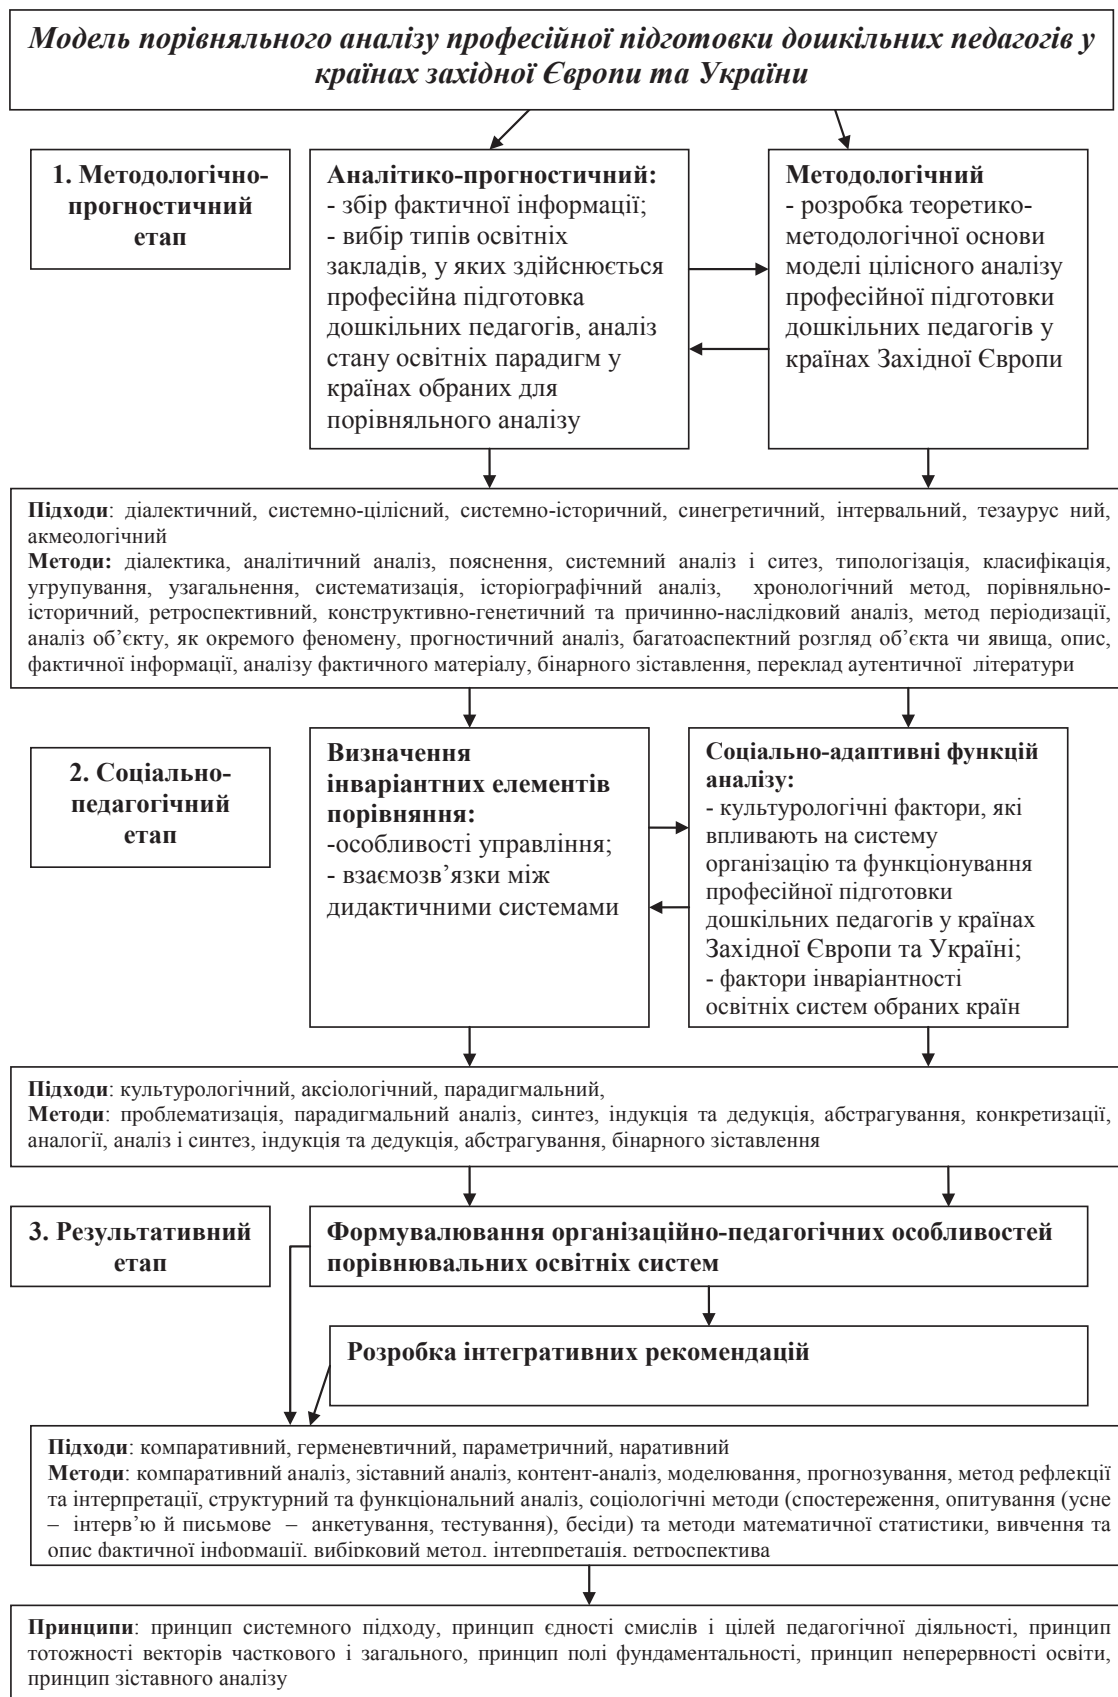 Модель порівняльного аналізу професійної підготовки дошкільних педагогів у
країнах західної Європи та України
1. Методологічно-
прогностичний
етап
Аналітико-прогностичний:
- збір фактичної інформації;
- вибір типів освітніх
закладів, у яких здійснюється
професійна підготовка
дошкільних педагогів, аналіз
стану освітніх парадигм у
країнах обраних для
порівняльного аналізу
Методологічний
- розробка теоретико-
методологічної основи
моделі цілісного аналізу
професійної підготовки
дошкільних педагогів у
країнах Західної Європи
Підходи: діалектичний, системно-цілісний, системно-історичний, синегретичний, інтервальний, тезаурус ний,
акмеологічний
Методи: діалектика, аналітичний аналіз, пояснення, системний аналіз і ситез, типологізація, класифікація,
угрупування, узагальнення, систематизація, історіографічний аналіз, хронологічний метод, порівняльно-
історичний, ретроспективний, конструктивно-генетичний та причинно-наслідковий аналіз, метод періодизації,
аналіз об’єкту, як окремого феномену, прогностичний аналіз, багатоаспектний розгляд об’єкта чи явища, опис,
фактичної інформації, аналізу фактичного матеріалу, бінарного зіставлення, переклад аутентичної літератури
2. Соціально-
педагогічний
етап
Визначення
інваріантних елементів
порівняння:
-особливості управління;
- взаємозв’язки між
дидактичними системами
Соціально-адаптивні функцій
аналізу:
- культурологічні фактори, які
впливають на систему
організацію та функціонування
професійної підготовки
дошкільних педагогів у країнах
Західної Європи та Україні;
- фактори інваріантності
освітніх систем обраних країн
Підходи: культурологічний, аксіологічний, парадигмальний,
Методи: проблематизація, парадигмальний аналіз, синтез, індукція та дедукція, абстрагування, конкретизації,
аналогії, аналіз і синтез, індукція та дедукція, абстрагування, бінарного зіставлення
3. Результативний
етап
Формувалювання організаційно-педагогічних особливостей
порівнювальних освітніх систем
Розробка інтегративних рекомендацій
Підходи: компаративний, герменевтичний, параметричний, наративний
Методи: компаративний аналіз, зіставний аналіз, контент-аналіз, моделювання, прогнозування, метод рефлекції
та інтерпретації, структурний та функціональний аналіз, соціологічні методи (спостереження, опитування (усне
– інтерв’ю й письмове – анкетування, тестування), бесіди) та методи математичної статистики, вивчення та
опис фактичної інформації, вибірковий метод, інтерпретація, ретроспектива
Принципи: принцип системного підходу, принцип єдності смислів і цілей педагогічної діяльності, принцип
тотожності векторів часткового і загального, принцип полі фундаментальності, принцип неперервності освіти,
принцип зіставного аналізу